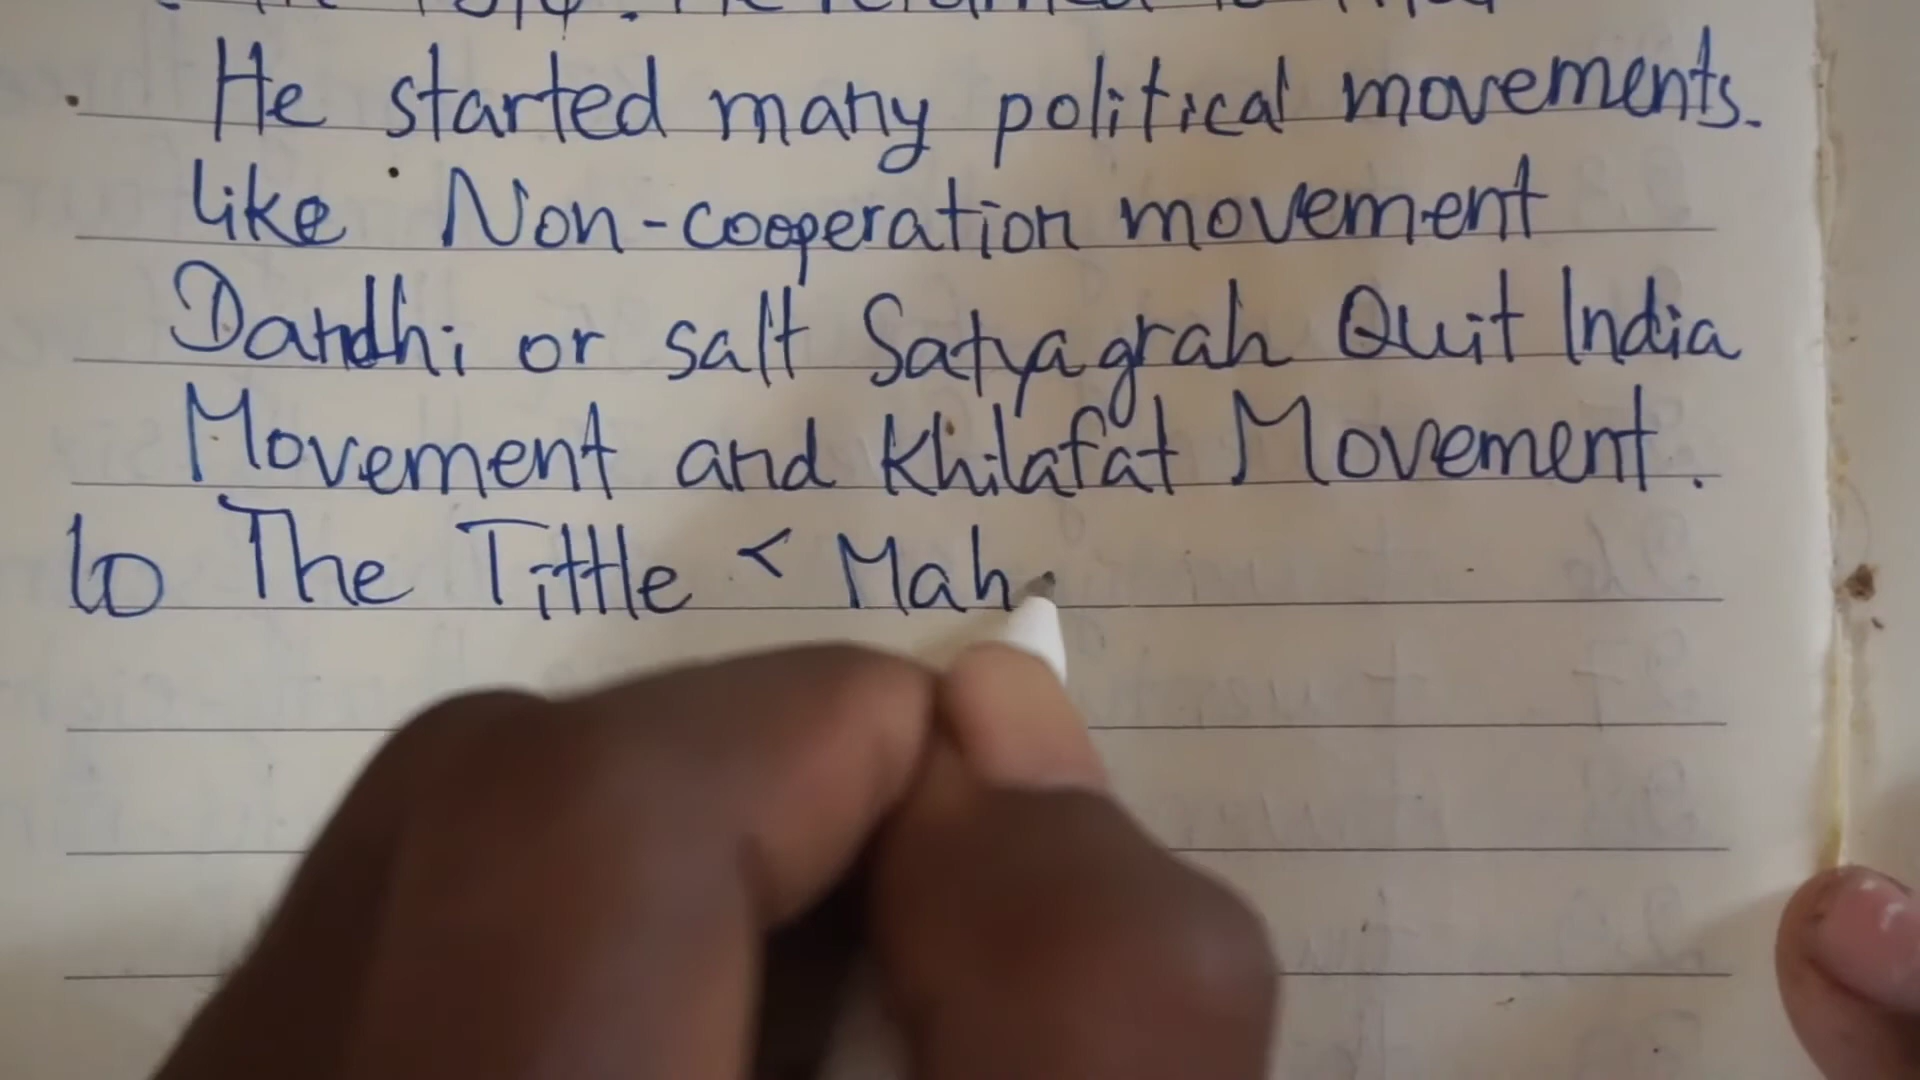 He started many political movements.
like Non-cooperation movement
Dandhi or salt Satyagrah Quit India
Movement and Khilafat Movement.
10 The Tittle < Mah